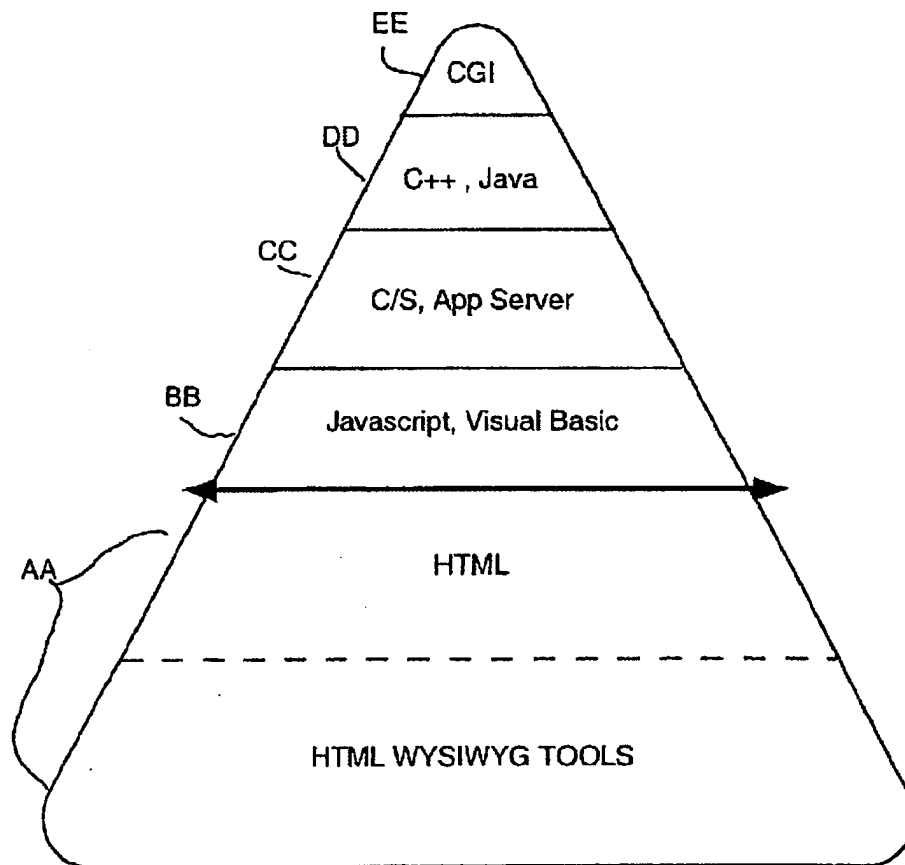 EE
CGI
DD
C++ , Java
CC
C/S, App Server
BB
Javascript, Visual Basic
AA
HTML
HTML WYSIWYG TOOLS